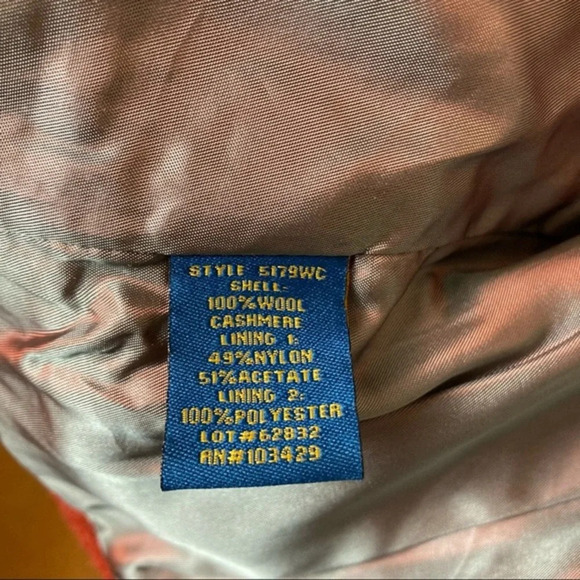 STYLE 5179WC
SHELL-
100%WOOL
CASHMERE
LINING 1:
49%NYLON
51%ACETATE
LINING 2:
100%POLYESTER
LOT#62832
RN#103429